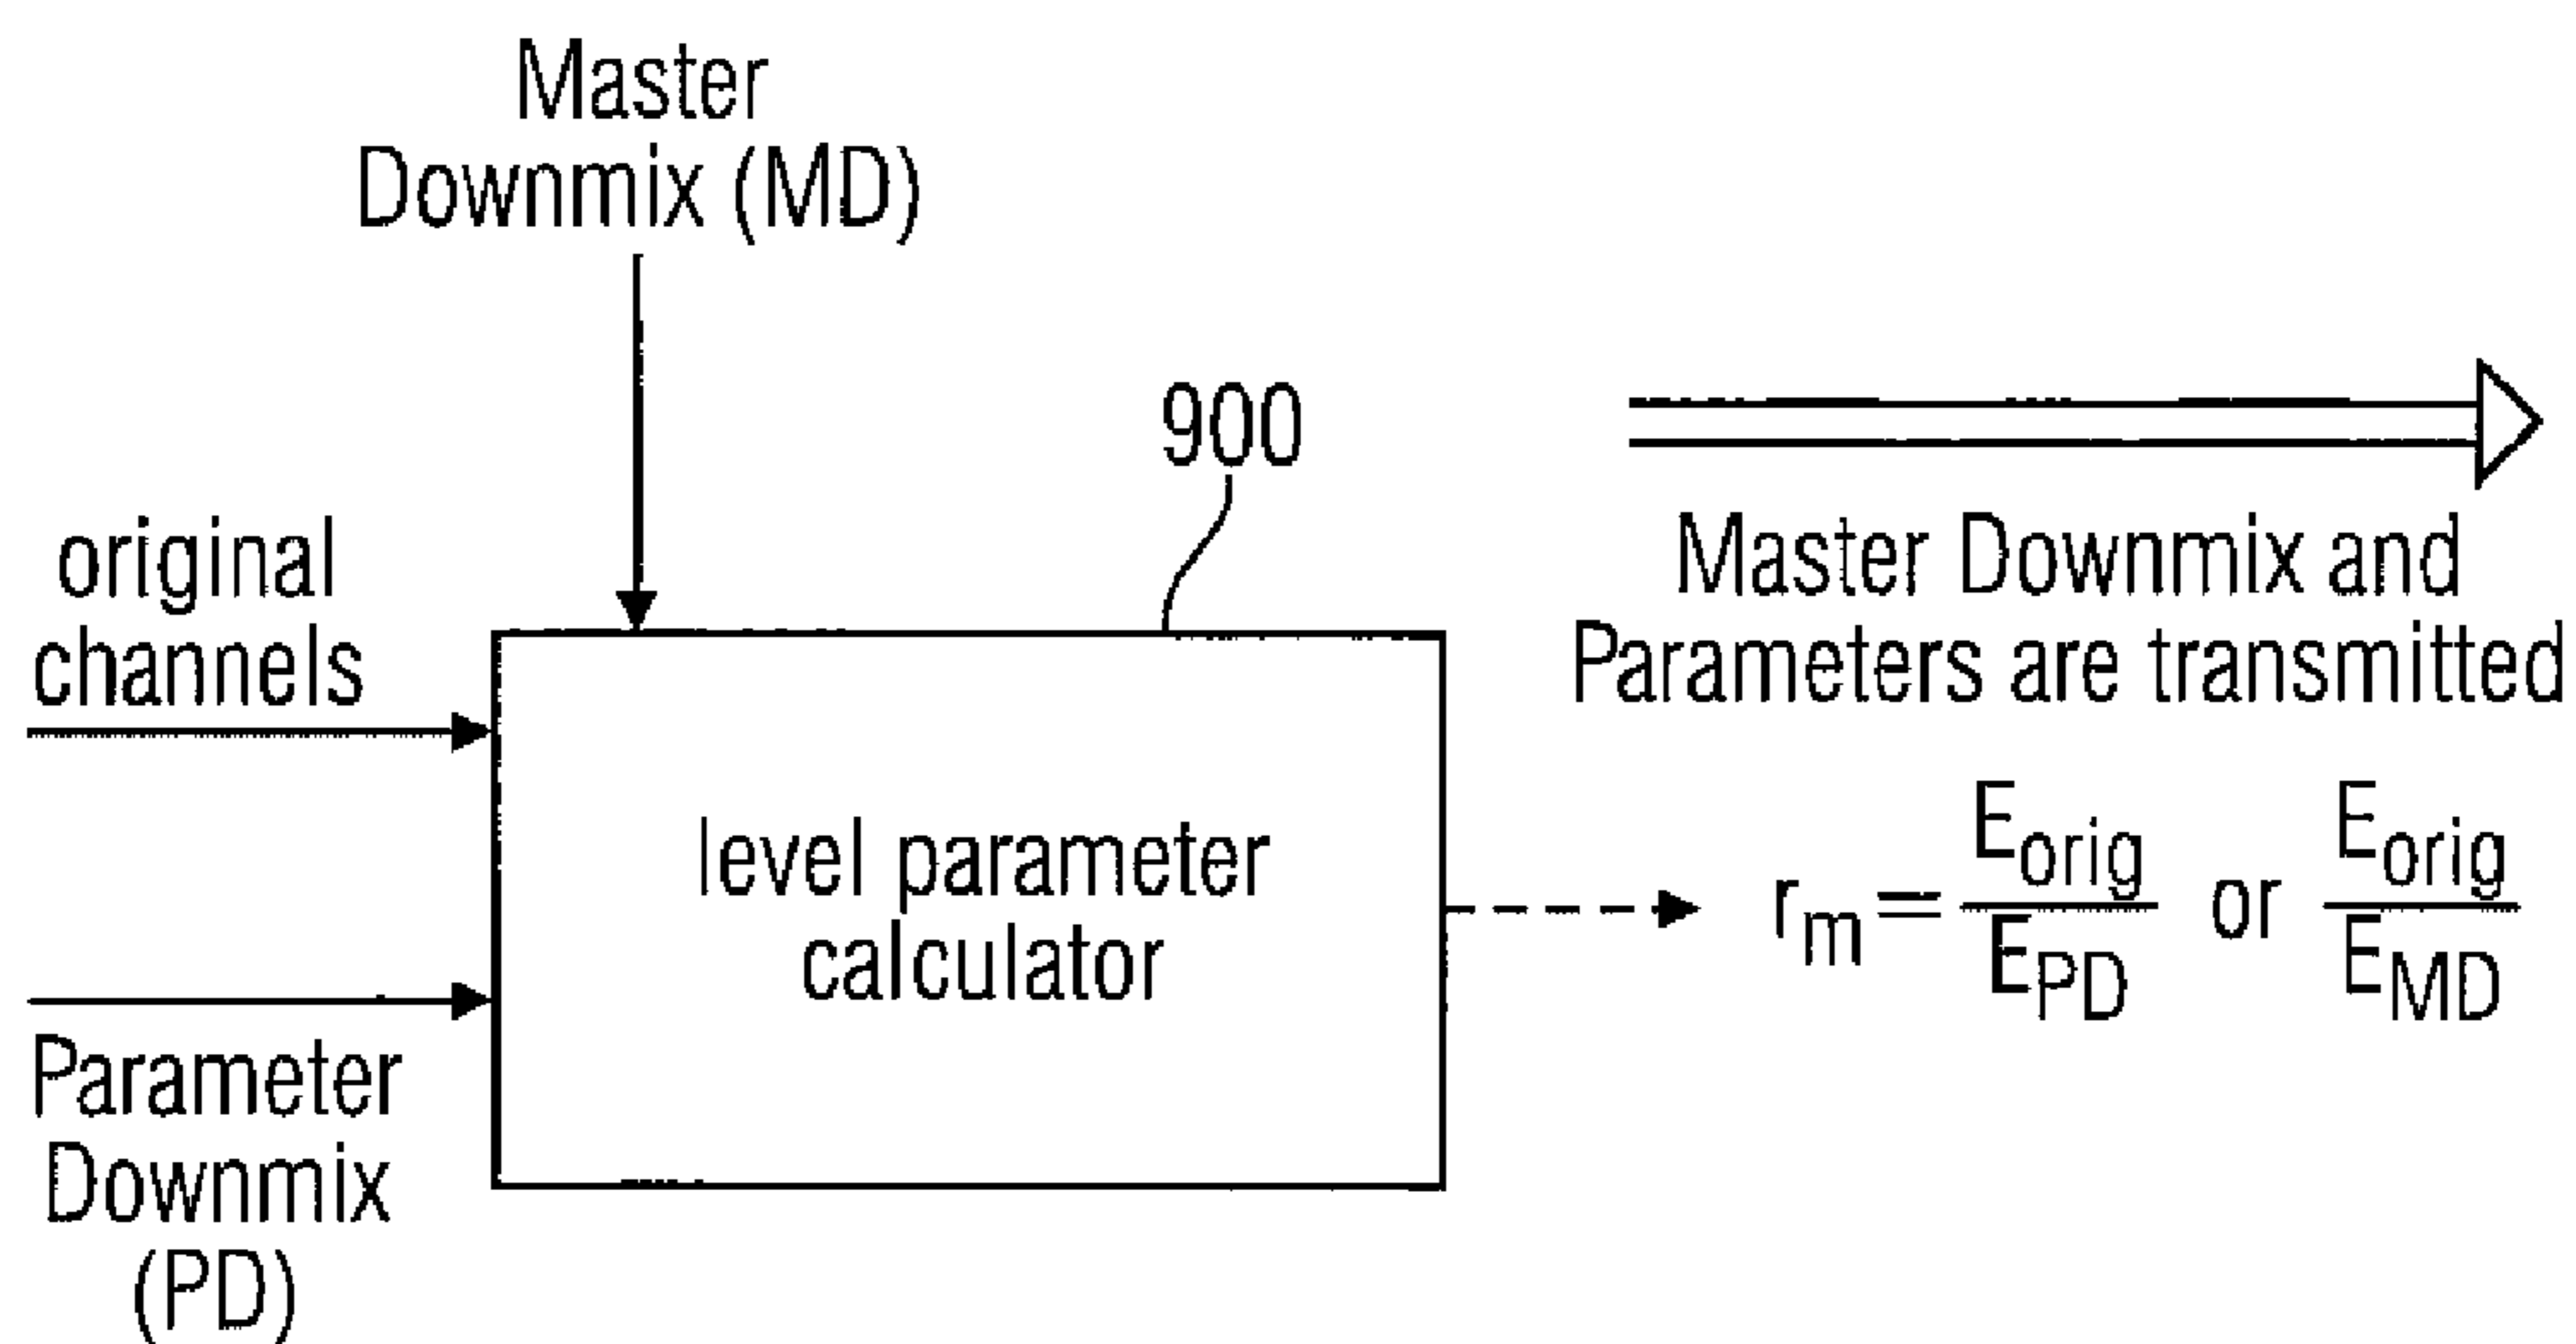 Master
Downmix (MD)
900
original
channels
Master Downmix and
Parameters are transmitted
level parameter
calculator
r_m = E_orig / E_PD or E_orig / E_MD
Parameter
Downmix
(PD)